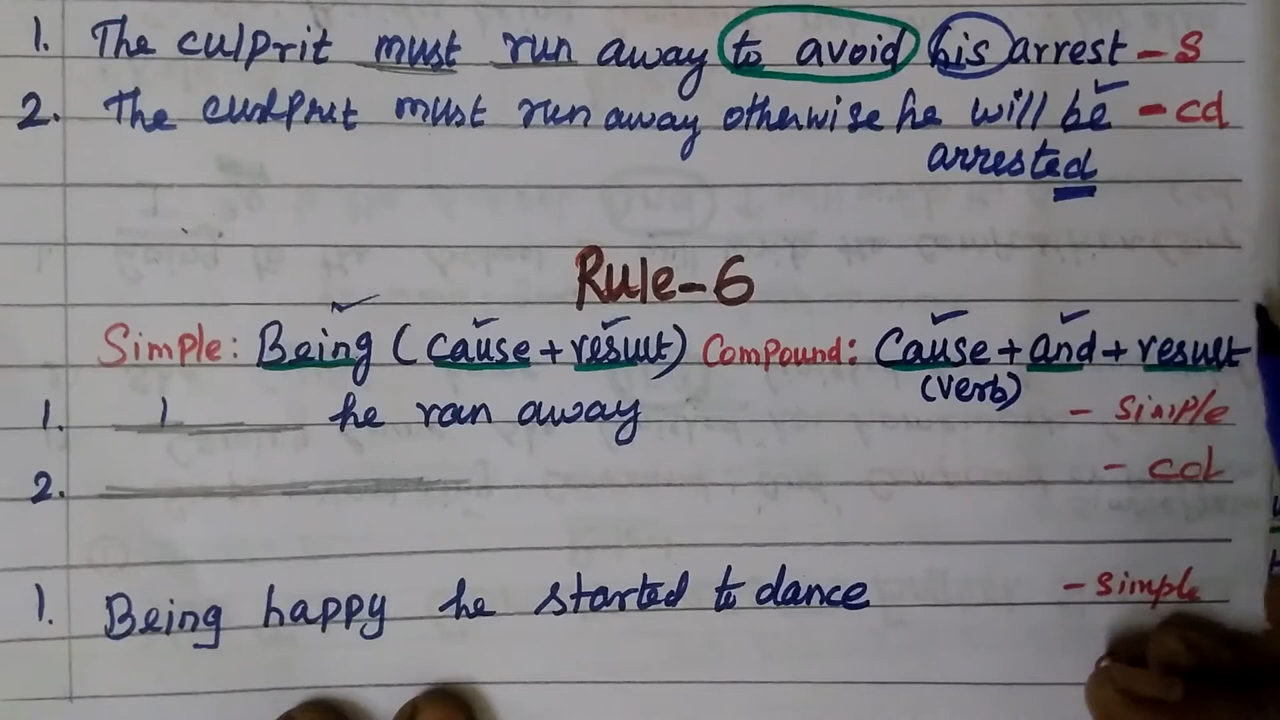 1. The culprit must run away to avoid his arrest - S
2. The culprit must run away otherwise he will be - cd
arrested
Rule-6
Simple: Being (cause + result) Compound: Cause + and + result
(verb)
1. he ran away - simple
2. - cd
1. Being happy he started to dance - simple